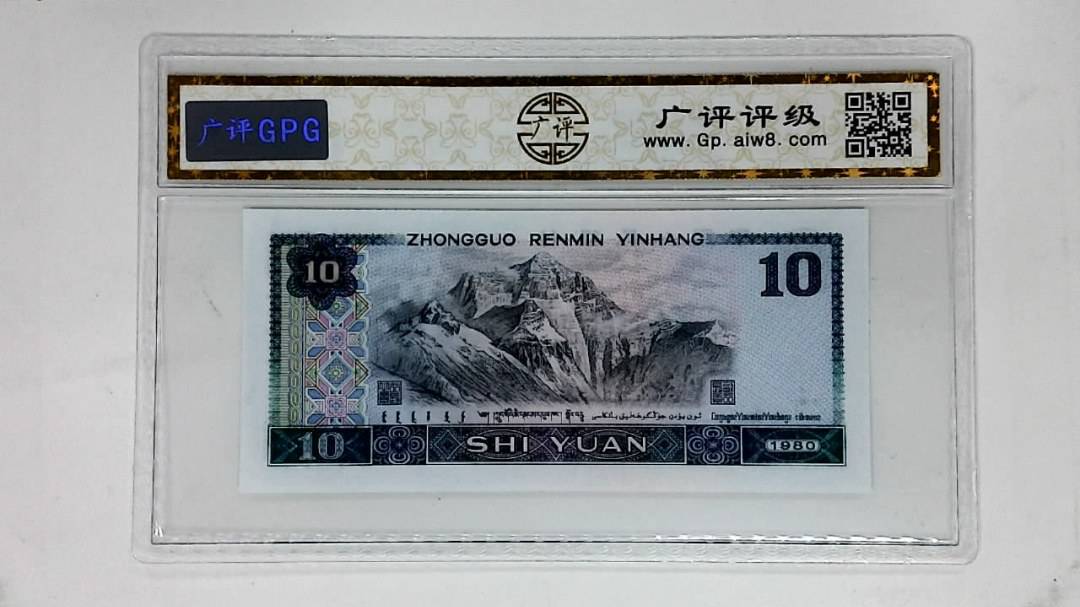 广评GPG
广评
广评评级
www. Gp. aiw8. com
ZHONGGUO RENMIN YINHANG
10
10
10
SHI YUAN
1980